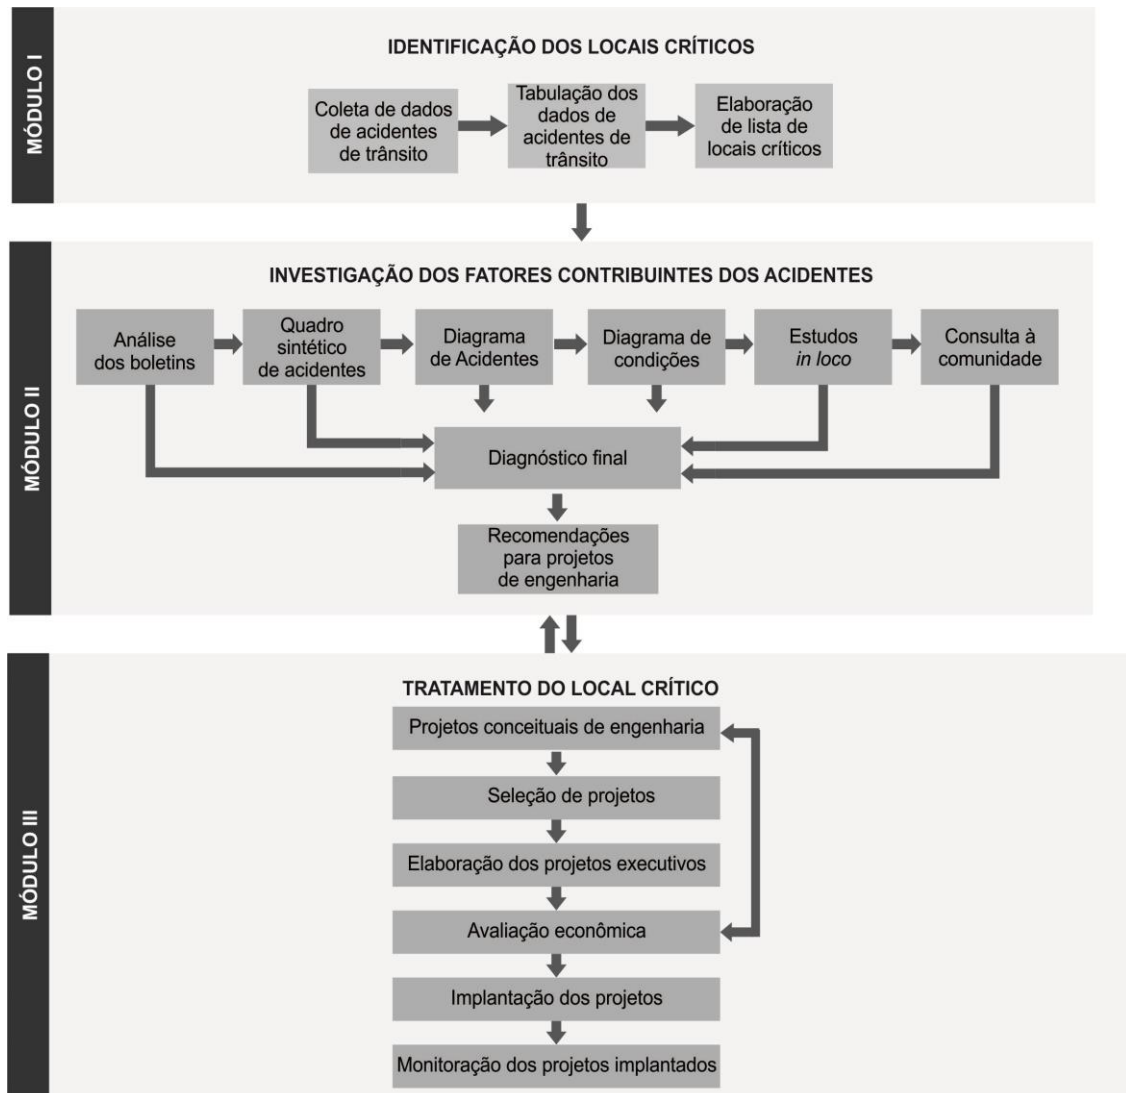 MÓDULO I
IDENTIFICAÇÃO DOS LOCAIS CRÍTICOS
Coleta de dados
de acidentes
de trânsito
Tabulação dos
dados de
acidentes de
trânsito
Elaboração
de lista de
locais críticos
MÓDULO II
INVESTIGAÇÃO DOS FATORES CONTRIBUINTES DOS ACIDENTES
Análise
dos boletins
Quadro
sintético
de acidentes
Diagrama
de Acidentes
Diagrama de
condições
Estudos
in loco
Consulta à
comunidade
Diagnóstico final
Recomendações
para projetos
de engenharia
MÓDULO III
TRATAMENTO DO LOCAL CRÍTICO
Projetos conceituais de engenharia
Seleção de projetos
Elaboração dos projetos executivos
Avaliação econômica
Implantação dos projetos
Monitoração dos projetos implantados